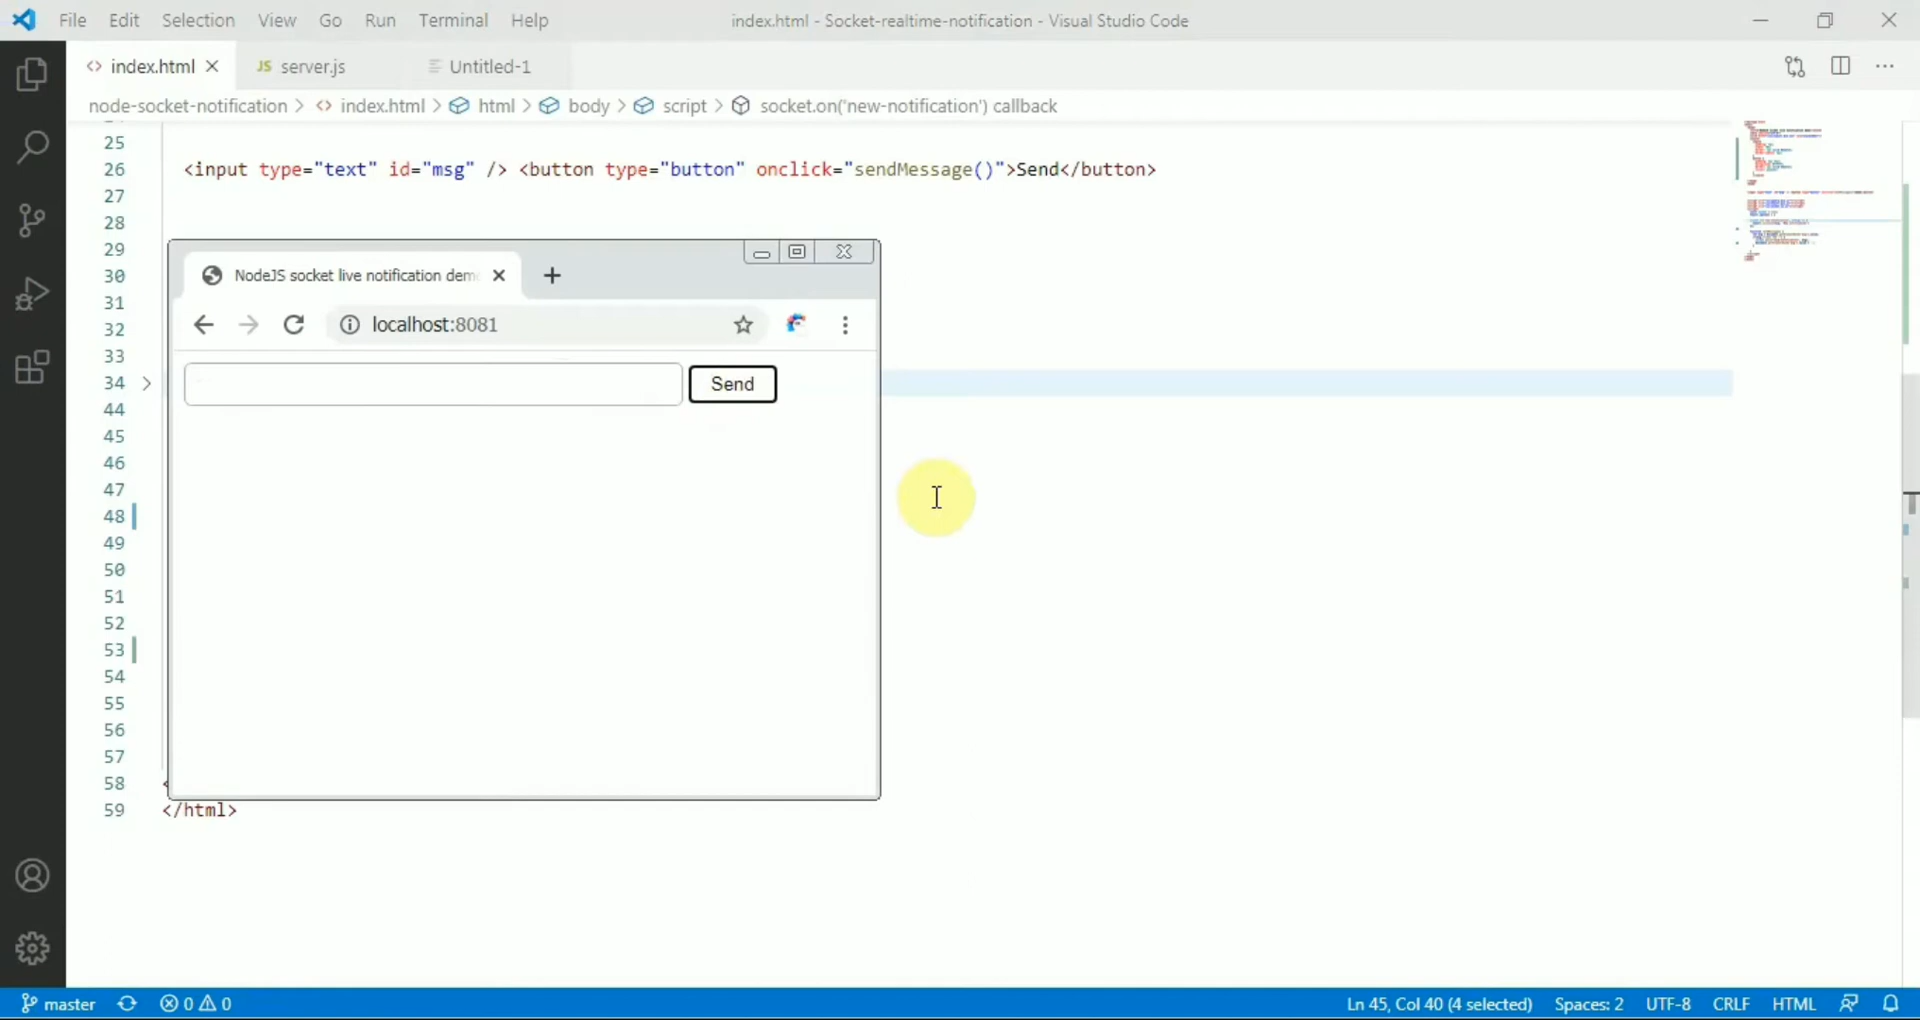 File Edit Selection View Go Run Terminal Help index.html - Socket-realtime-notification - Visual Studio Code
<> index.html JS server.js Untitled-1
node-socket-notification > <> index.html > html > body > script > socket.on('new-notification') callback
25
26 <input type="text" id="msg" /> <button type="button" onclick="sendMessage()">Send</button>
27
28
29
30
31
32
33
34
44
45
46
47
48
49
50
51
52
53
54
55
56
57
58 <
59 </html>
NodeJS socket live notification dem
localhost:8081
Send
master 0 0 Ln 45, Col 40 (4 selected) Spaces: 2 UTF-8 CRLF HTML